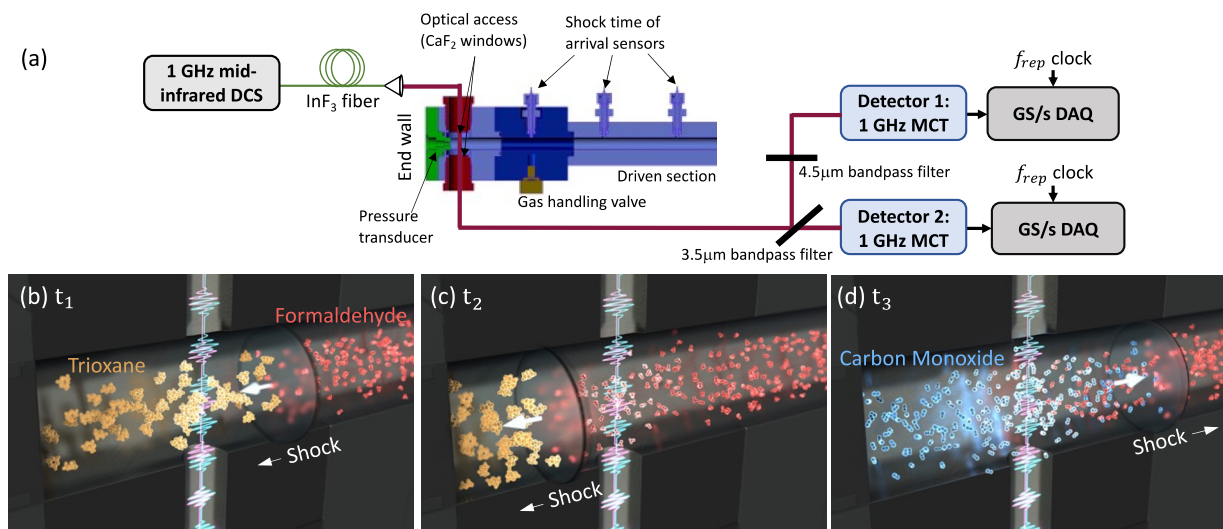 (a)
1 GHz mid-
infrared DCS
InF₃ fiber
Optical access
(CaF₂ windows)
Shock time of
arrival sensors
End wall
Pressure
transducer
Gas handling valve
Driven section
4.5μm bandpass filter
3.5μm bandpass filter
Detector 1:
1 GHz MCT
f_rep clock
GS/s DAQ
Detector 2:
1 GHz MCT
f_rep clock
GS/s DAQ
(b) t₁
Formaldehyde
Trioxane
← Shock
(c) t₂
← Shock
(d) t₃
Carbon Monoxide
Shock →